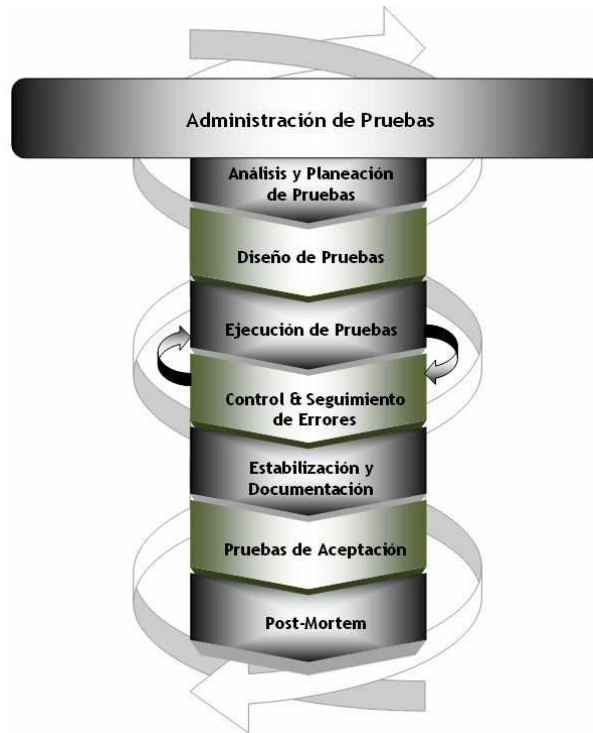 Administración de Pruebas
Análisis y Planeación
de Pruebas
Diseño de Pruebas
Ejecución de Pruebas
Control & Seguimiento
de Errores
Estabilización y
Documentación
Pruebas de Aceptación
Post-Mortem